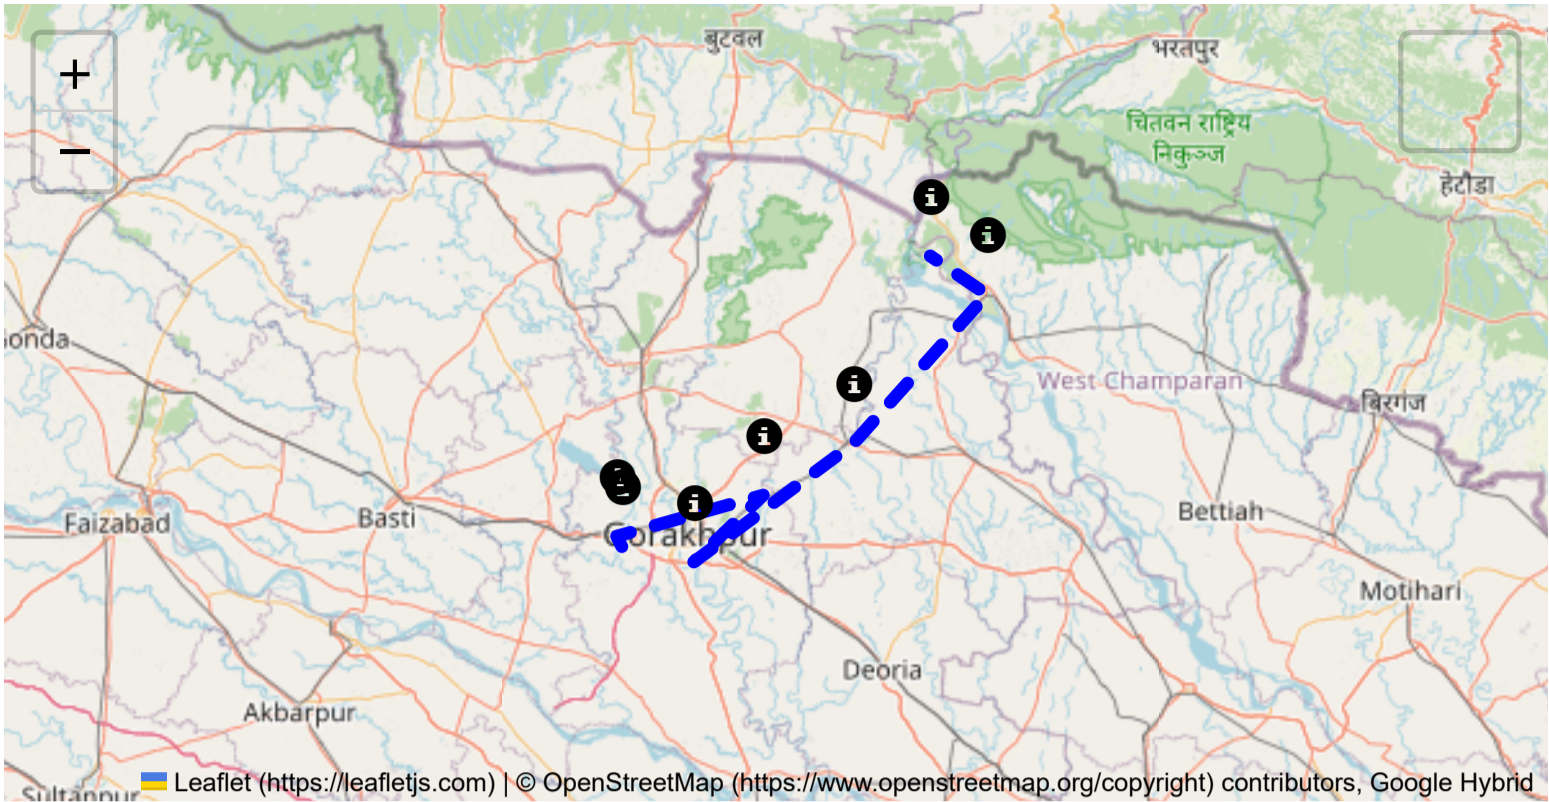 बुटवल
भरतपुर
+
चितवन राष्ट्रिय
निकुञ्ज
−
हेटौडा
i
i
onda
West Champaran
i
बिरगंज
i
i
Bettiah
Faizabad
Basti
Gorakhpur
Motihari
Deoria
Akbarpur
Leaflet (https://leafletjs.com) | © OpenStreetMap (https://www.openstreetmap.org/copyright) contributors, Google Hybrid
Sultanpur